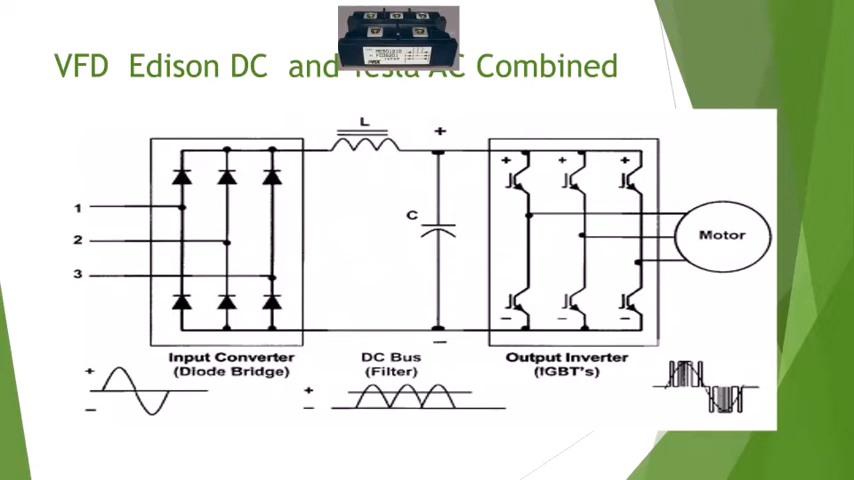 VFD Edison DC and Tesla AC Combined
L
+
C
1
2
3
Motor
+ + +
− − −
−
Input Converter
(Diode Bridge)
DC Bus
(Filter)
Output Inverter
(IGBT's)
+
−
+
−